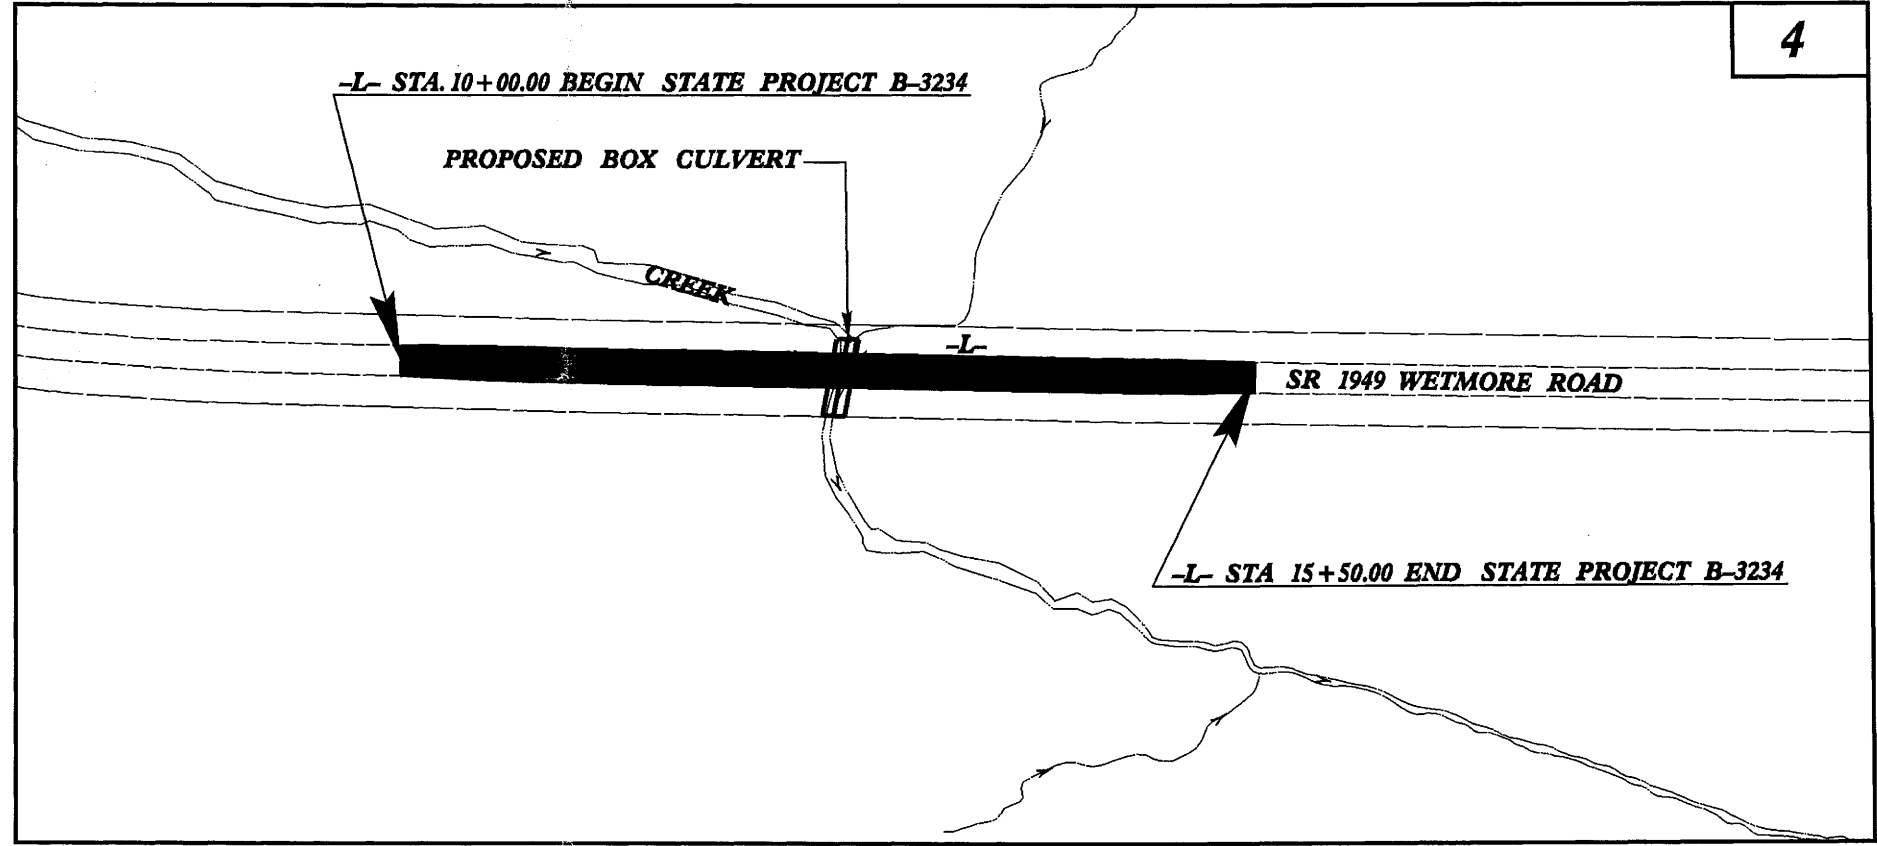 4
-L- STA. 10+00.00 BEGIN STATE PROJECT B-3234
PROPOSED BOX CULVERT
CREEK
-L-
SR 1949 WETMORE ROAD
-L- STA 15+50.00 END STATE PROJECT B-3234